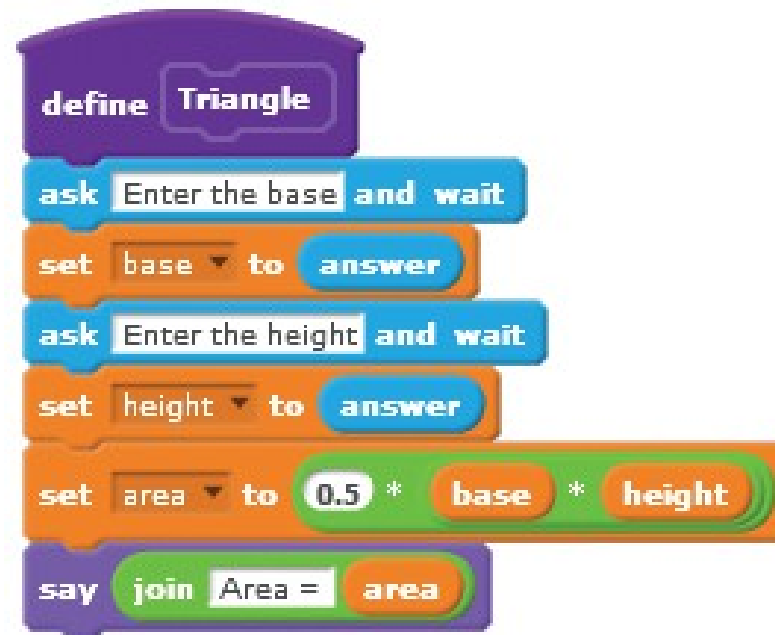 define Triangle
ask Enter the base and wait
set base to answer
ask Enter the height and wait
set height to answer
set area to 0.5 * base * height
say join Area = area